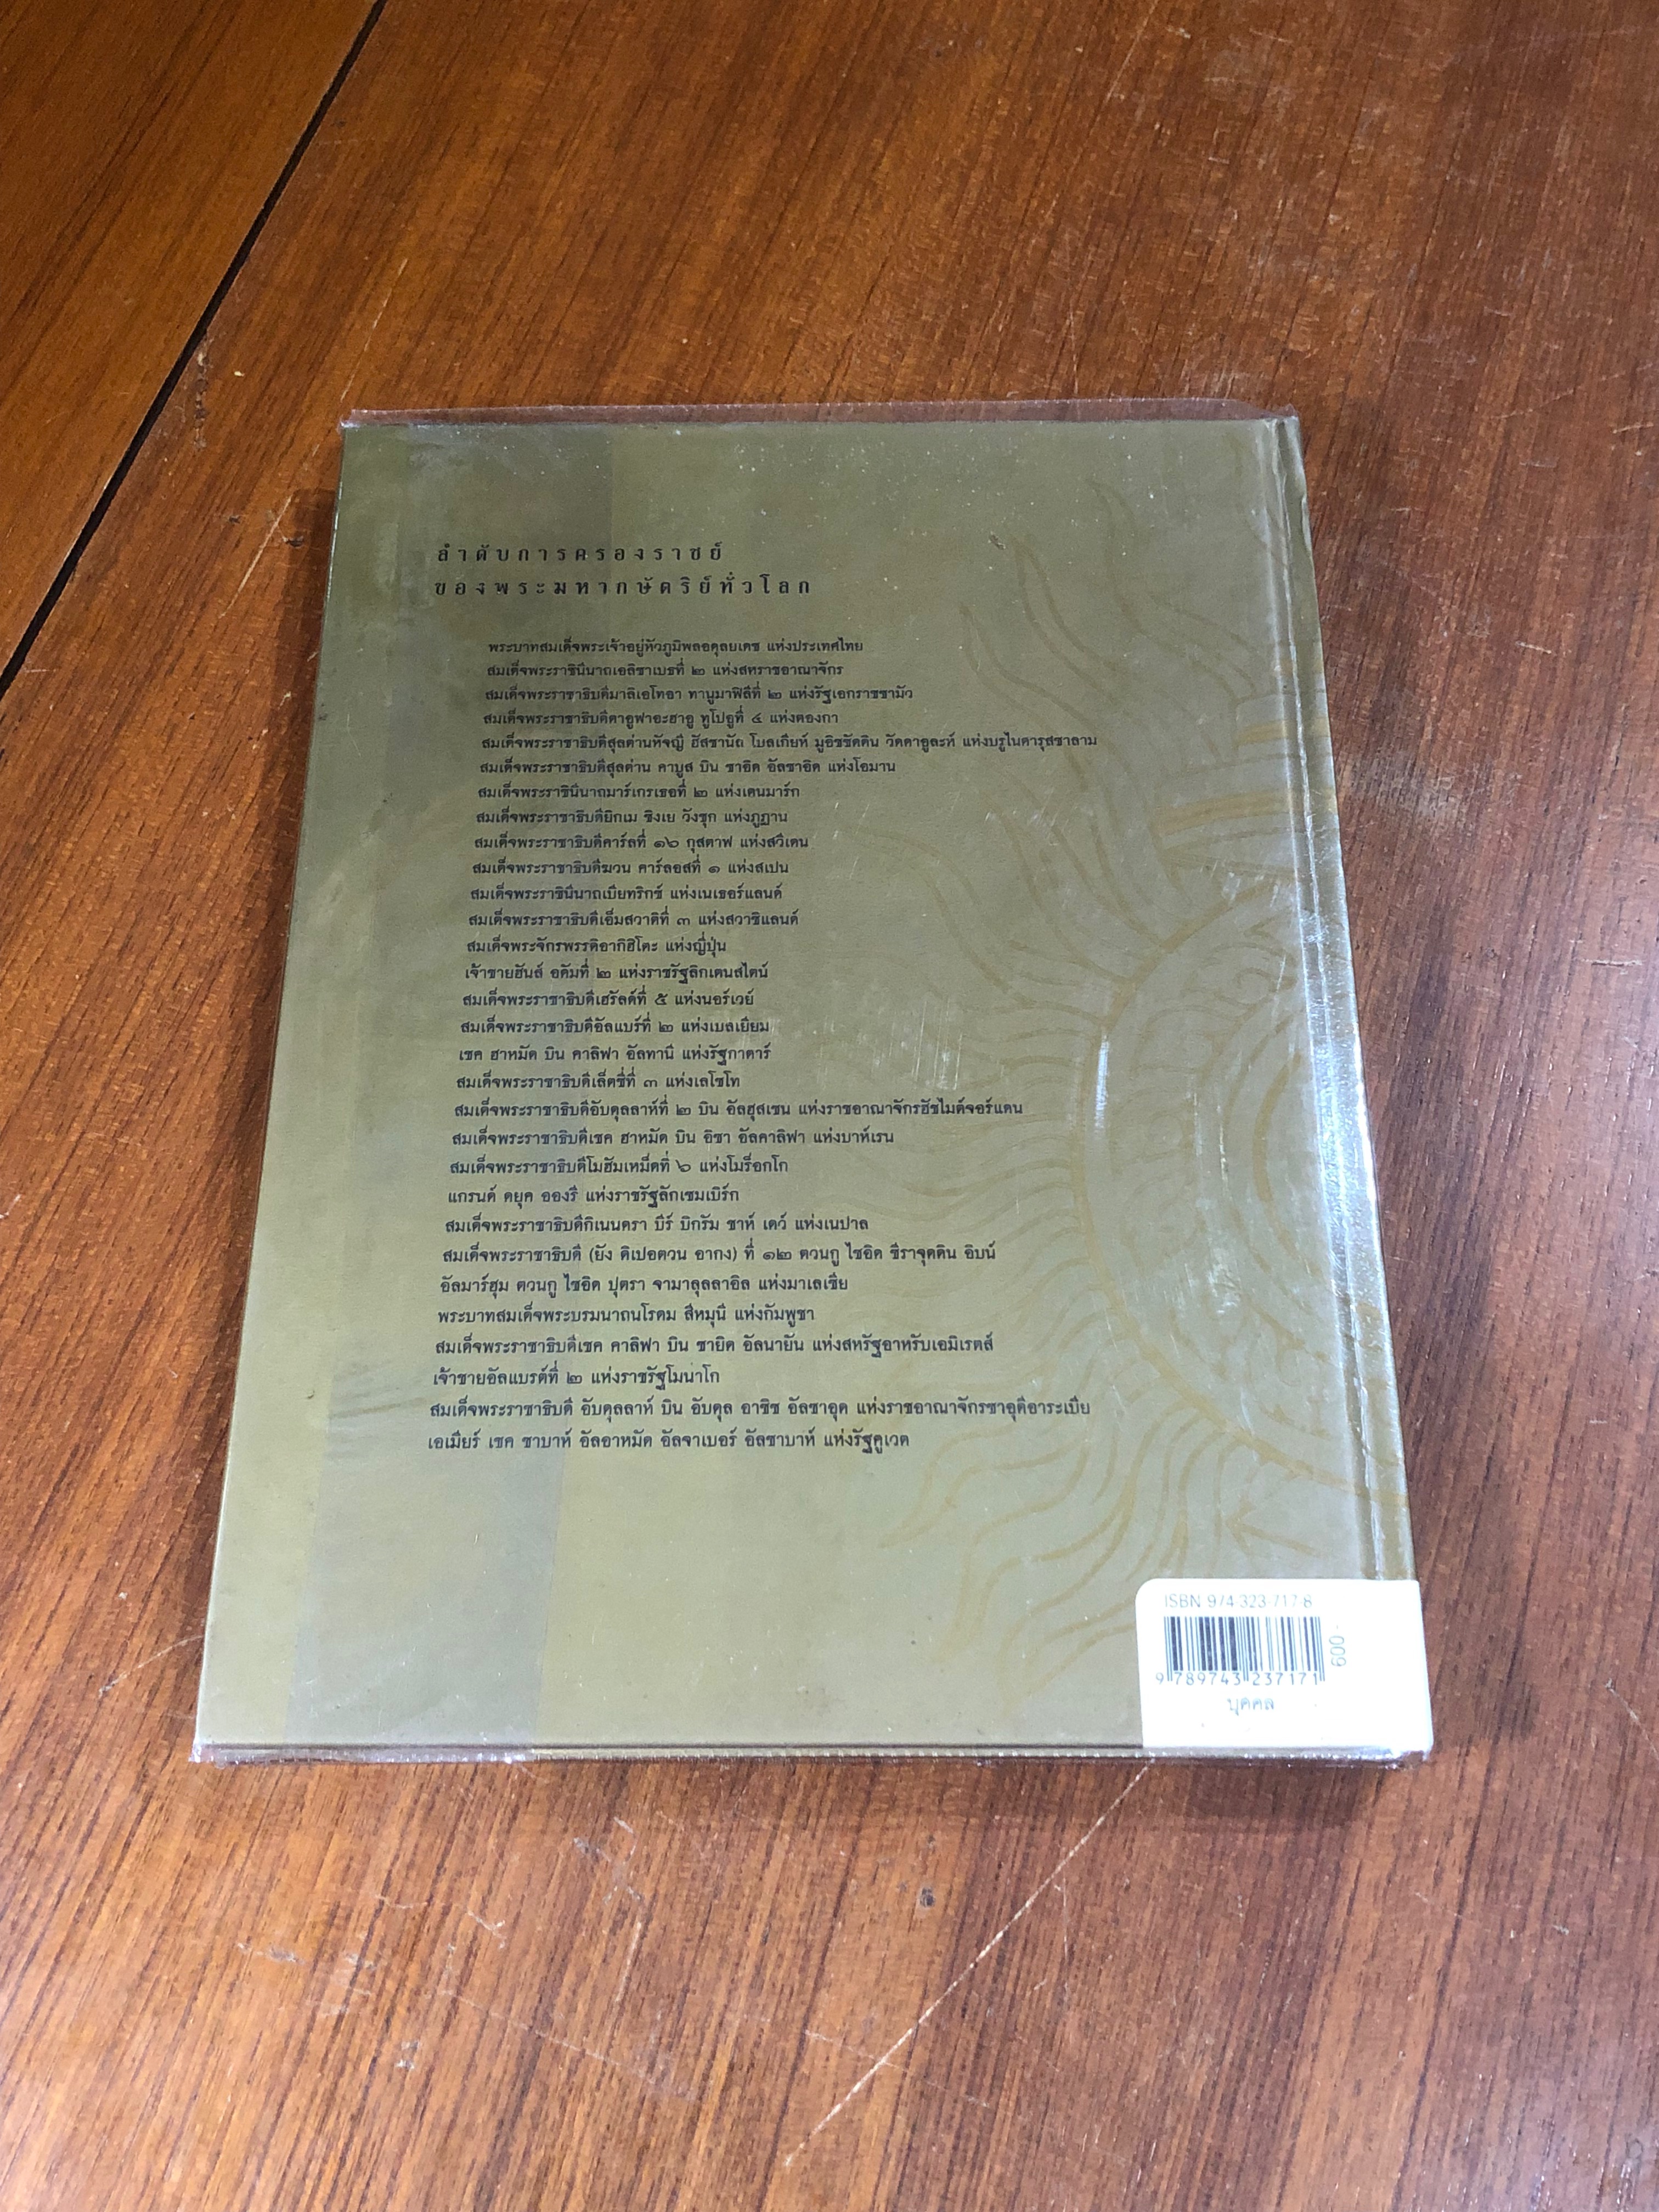 ลำดับการครองราชย์
ของพระมหากษัตริย์ทั่วโลก
พระบาทสมเด็จพระเจ้าอยู่หัวภูมิพลอดุลยเดช แห่งประเทศไทย
สมเด็จพระราชินีนาถเอลิซาเบธที่ ๒ แห่งสหราชอาณาจักร
สมเด็จพระราชาธิบดีมาลิเอโทอา ทานูมาฟิลีที่ ๒ แห่งรัฐเอกราชซามัว
สมเด็จพระราชาธิบดีตาอูฟาอะฮาอู ทูโปอูที่ ๔ แห่งตองกา
สมเด็จพระราชาธิบดีสุลต่านหัจญี ฮัสซานัถ โบลเกียห์ มูอิซซัดดิน วัดดาอูละห์ แห่งบรูไนดารุสซาลาม
สมเด็จพระราชาธิบดีสุลต่าน คาบูส บิน ซาอิด อัลซาอิด แห่งโอมาน
สมเด็จพระราชินีนาถมาร์เกรเธอที่ ๒ แห่งเดนมาร์ก
สมเด็จพระราชาธิบดีจิกเม ซิงเย วังชุก แห่งภูฏาน
สมเด็จพระราชาธิบดีคาร์ลที่ ๑๖ กุสตาฟ แห่งสวีเดน
สมเด็จพระราชาธิบดีฆวน คาร์ลอสที่ ๑ แห่งสเปน
สมเด็จพระราชินีนาถเบียทริกซ์ แห่งเนเธอร์แลนด์
สมเด็จพระราชาธิบดีเอ็มสวาติที่ ๓ แห่งสวาซิแลนด์
สมเด็จพระจักรพรรดิอากิฮิโตะ แห่งญี่ปุ่น
เจ้าชายฮันส์ อดัมที่ ๒ แห่งราชรัฐลิกเตนสไตน์
สมเด็จพระราชาธิบดีเฮรัลด์ที่ ๕ แห่งนอร์เวย์
สมเด็จพระราชาธิบดีอัลแบร์ที่ ๒ แห่งเบลเยียม
เชค ฮาหมัด บิน คาลิฟา อัลทานี แห่งรัฐกาตาร์
สมเด็จพระราชาธิบดีเล็ตซี่ที่ ๓ แห่งเลโซโท
สมเด็จพระราชาธิบดีอับดุลลาห์ที่ ๒ บิน อัลฮุสเซน แห่งราชอาณาจักรฮัชไมต์จอร์แดน
สมเด็จพระราชาธิบดีเชค ฮาหมัด บิน อิซา อัลคาลิฟา แห่งบาห์เรน
สมเด็จพระราชาธิบดีโมฮัมเหม็ดที่ ๖ แห่งโมร็อกโก
แกรนด์ ดยุค อองรี แห่งราชรัฐลักเซมเบิร์ก
สมเด็จพระราชาธิบดีกิเนนดรา บีร์ บิกรัม ชาห์ เดว์ แห่งเนปาล
สมเด็จพระราชาธิบดี (ยัง ดิเปอตวน อากง) ที่ ๑๒ ตวนกู ไซอิด ซีราจุดดิน อิบน์
อัลมาร์ฮุม ตวนกู ไซอิด ปุตรา จามาลุลลาอิล แห่งมาเลเซีย
พระบาทสมเด็จพระบรมนาถนโรดม สีหมุนี แห่งกัมพูชา
สมเด็จพระราชาธิบดีเชค คาลิฟา บิน ซายิด อัลนายัน แห่งสหรัฐอาหรับเอมิเรตส์
เจ้าชายอัลแบรต์ที่ ๒ แห่งราชรัฐโมนาโก
สมเด็จพระราชาธิบดี อับดุลลาห์ บิน อับดุล อาซิซ อัลซาอุด แห่งราชอาณาจักรซาอุดีอาระเบีย
เอเมียร์ เชค ซาบาห์ อัลอาหมัด อัลจาเบอร์ อัลซาบาห์ แห่งรัฐคูเวต
ISBN 974-323-717-8
600.-
9 789743 237171
บุคคล